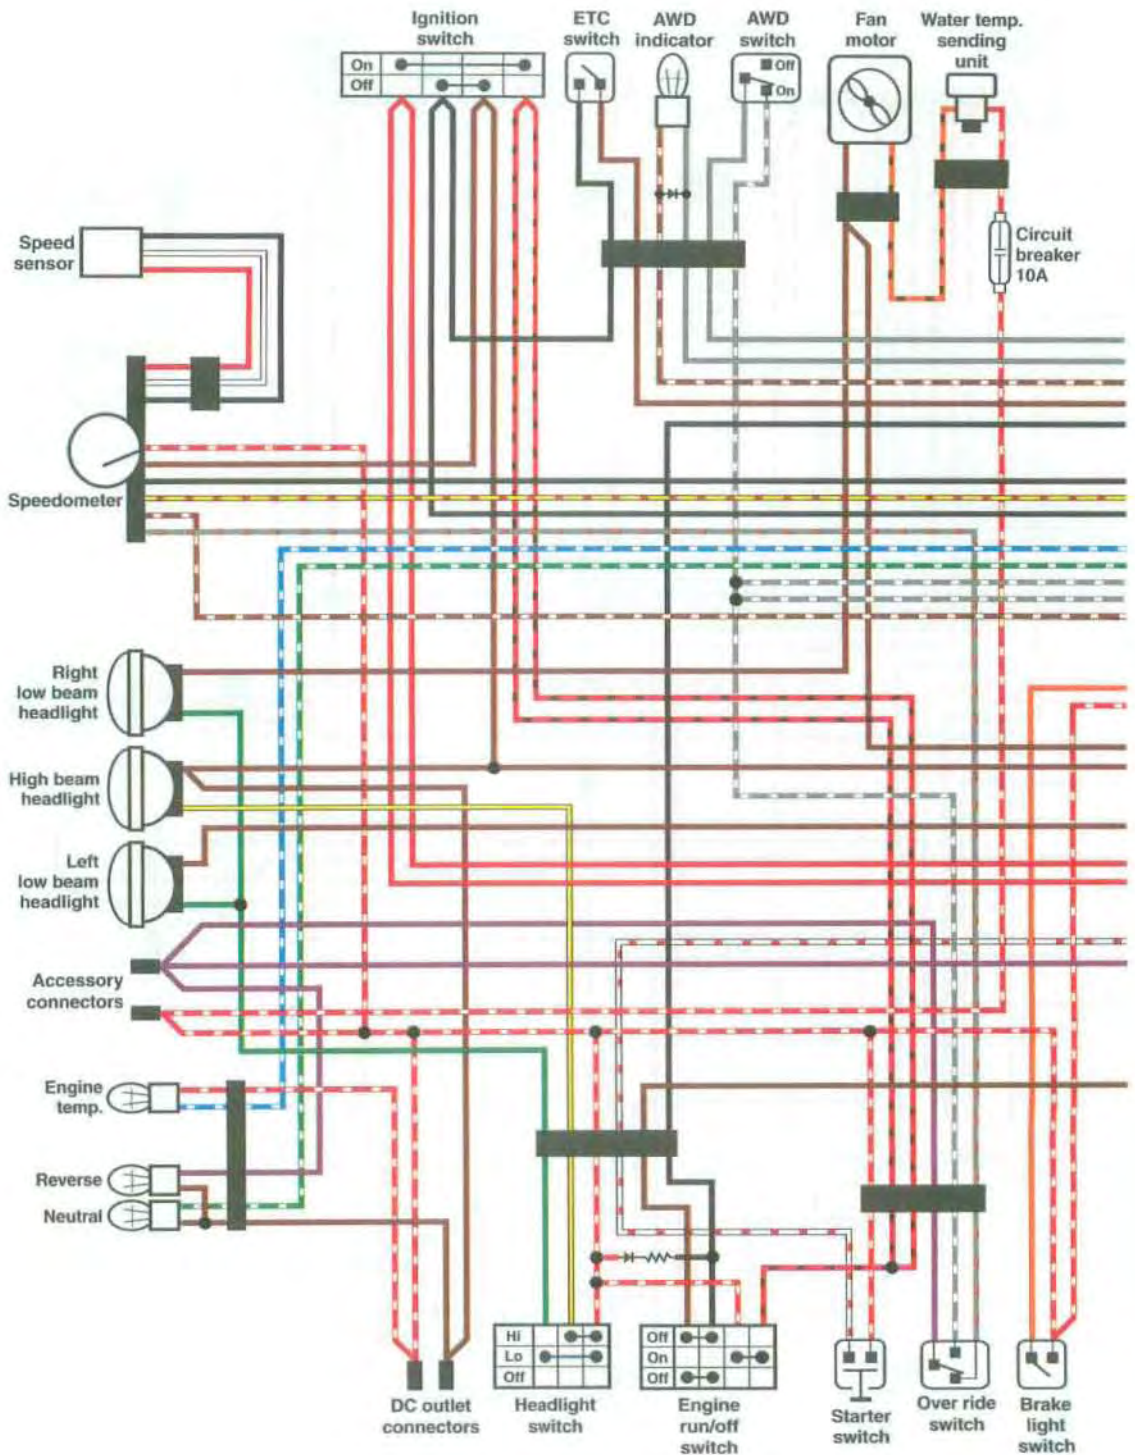 Ignition
switch
ETC
switch
AWD
indicator
AWD
switch
Fan
motor
Water temp.
sending
unit
On
Off
Off
On
Speed
sensor
Circuit
breaker
10A
Speedometer
Right
low beam
headlight
High beam
headlight
Left
low beam
headlight
Accessory
connectors
Engine
temp.
Reverse
Neutral
Hi
Lo
Off
Off
On
Off
DC outlet
connectors
Headlight
switch
Engine
run/off
switch
Starter
switch
Over ride
switch
Brake
light
switch